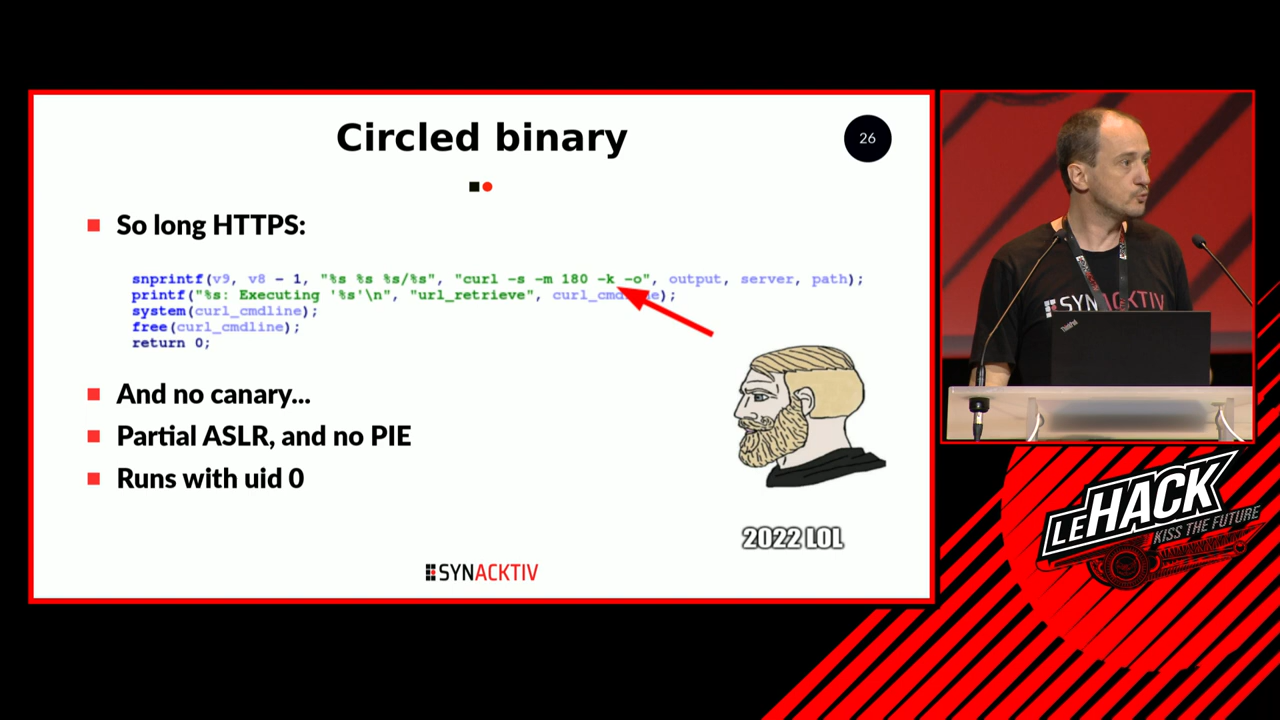 Circled binary
26
So long HTTPS:
snprintf(v9, v8 - 1, "%s %s %s/%s", "curl -s -m 180 -k -o", output, server, path);
printf("%s: Executing '%s'\n", "url_retrieve", curl_cmdline);
system(curl_cmdline);
free(curl_cmdline);
return 0;
And no canary...
Partial ASLR, and no PIE
Runs with uid 0
2022 LOL
SYNACKTIV
SYNACKTIV
ThinkPad
LEHACK
KISS THE FUTURE